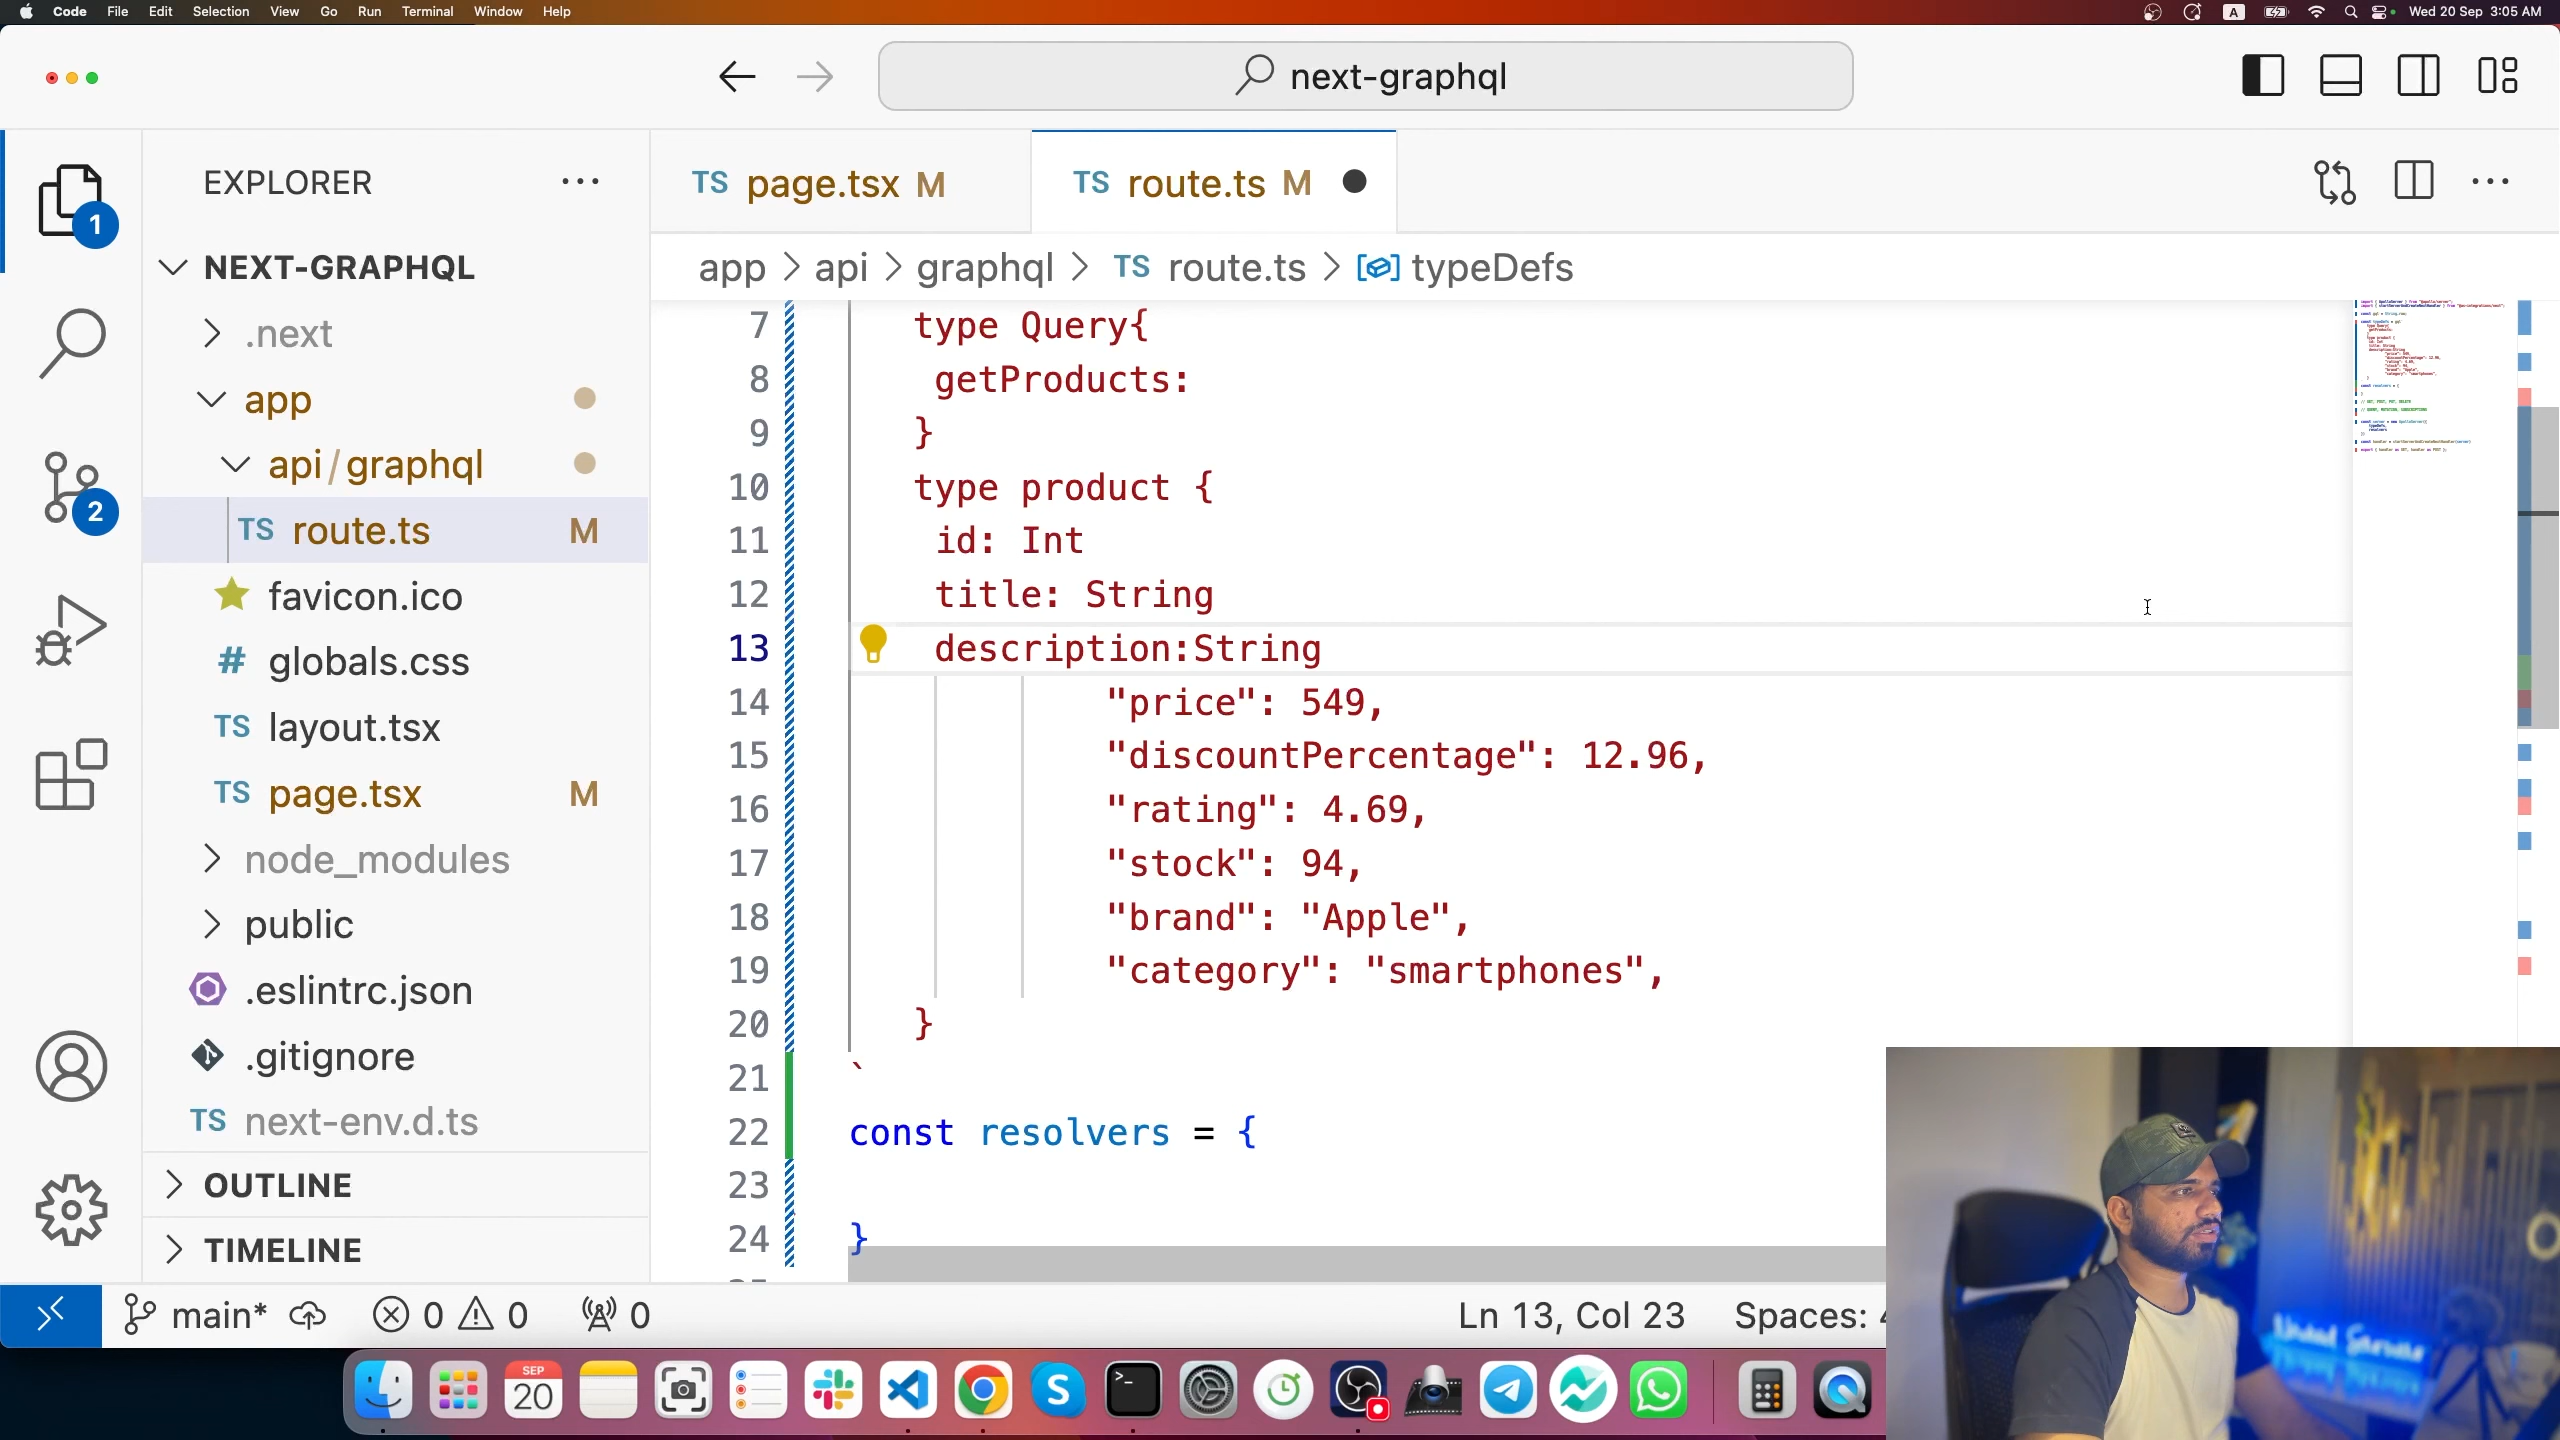 Code File Edit Selection View Go Run Terminal Window Help
A
Wed 20 Sep 3:05 AM
next-graphql
EXPLORER
TS page.tsx M
TS route.ts M
1
NEXT-GRAPHQL
app > api > graphql > TS route.ts > typeDefs
.next
app
api/graphql
TS route.ts M
favicon.ico
# globals.css
TS layout.tsx
TS page.tsx M
node_modules
public
.eslintrc.json
.gitignore
TS next-env.d.ts
OUTLINE
TIMELINE
2
7 type Query{
8 getProducts:
9 }
10 type product {
11 id: Int
12 title: String
13 description:String
14 "price": 549,
15 "discountPercentage": 12.96,
16 "rating": 4.69,
17 "stock": 94,
18 "brand": "Apple",
19 "category": "smartphones",
20 }
21 `
22 const resolvers = {
23
24 }
main* 0 0 0
Ln 13, Col 23 Spaces:
SEP
20
S